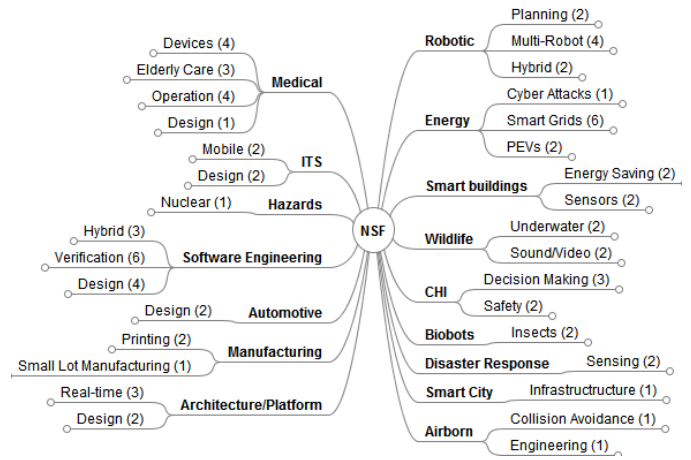 Devices (4)
Elderly Care (3)
Medical
Operation (4)
Design (1)
Mobile (2)
ITS
Design (2)
Nuclear (1)
Hazards
Hybrid (3)
Verification (6)
Software Engineering
Design (4)
Design (2)
Automotive
Printing (2)
Manufacturing
Small Lot Manufacturing (1)
Real-time (3)
Architecture/Platform
Design (2)
NSF
Planning (2)
Robotic
Multi-Robot (4)
Hybrid (2)
Cyber Attacks (1)
Energy
Smart Grids (6)
PEVs (2)
Energy Saving (2)
Smart buildings
Sensors (2)
Underwater (2)
Wildlife
Sound/Video (2)
Decision Making (3)
CHI
Safety (2)
Biobots
Insects (2)
Disaster Response
Sensing (2)
Smart City
Infrastructructure (1)
Collision Avoidance (1)
Airborn
Engineering (1)